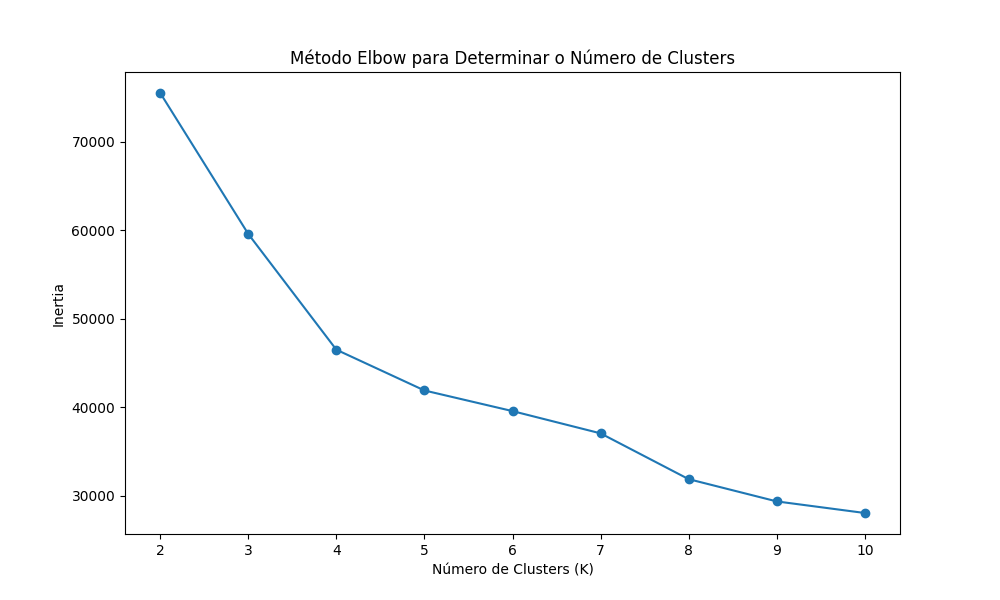 Método Elbow para Determinar o Número de Clusters
Inertia
70000
60000
50000
40000
30000
2 3 4 5 6 7 8 9 10
Número de Clusters (K)